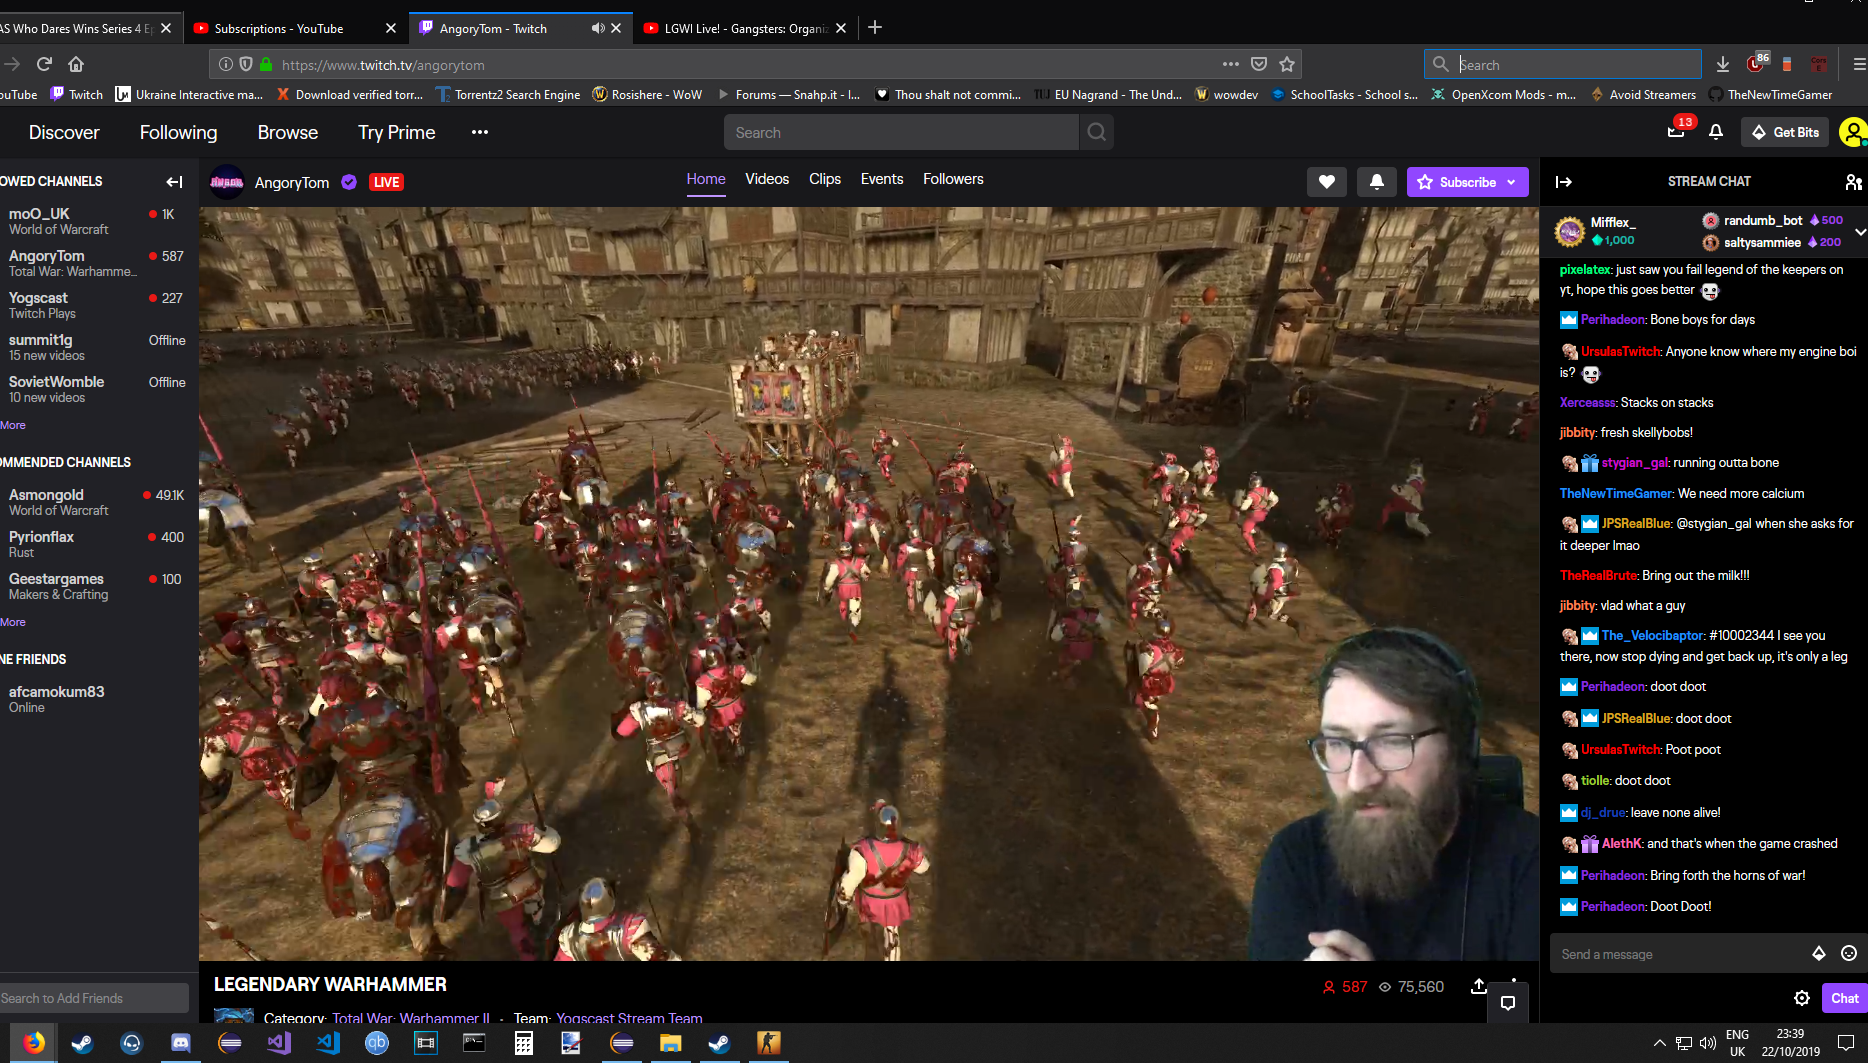 AS Who Dares Wins Series 4 Ep
Subscriptions - YouTube
AngoryTom - Twitch
LGWI Live! - Gangsters: Organiz
https://www.twitch.tv/angorytom
Search
86
ouTube
Twitch
Ukraine Interactive ma...
Download verified torr...
Torrentz2 Search Engine
Rosishere - WoW
Forums — Snahp.it - I...
Thou shalt not commi...
EU Nagrand - The Und...
wowdev
SchoolTasks - School s...
OpenXcom Mods - m...
Avoid Streamers
TheNewTimeGamer
Discover
Following
Browse
Try Prime
Search
13
Get Bits
OWED CHANNELS
moO_UK
1K
World of Warcraft
AngoryTom
587
Total War: Warhamme...
Yogscast
227
Twitch Plays
summit1g
Offline
15 new videos
SovietWomble
Offline
10 new videos
More
OMMENDED CHANNELS
Asmongold
49.1K
World of Warcraft
Pyrionflax
400
Rust
Geestargames
100
Makers & Crafting
More
NE FRIENDS
afcamokum83
Online
Search to Add Friends
AngoryTom
LIVE
Home
Videos
Clips
Events
Followers
Subscribe
LEGENDARY WARHAMMER
587
75,560
Category: Total War: Warhammer II · Team: Yogscast Stream Team
STREAM CHAT
Mifflex_
1,000
randumb_bot 500
saltysammiee 200
pixelatex: just saw you fail legend of the keepers on
yt, hope this goes better
Perihadeon: Bone boys for days
UrsulasTwitch: Anyone know where my engine boi
is?
Xerceasss: Stacks on stacks
jibbity: fresh skellybobs!
stygian_gal: running outta bone
TheNewTimeGamer: We need more calcium
JPSRealBlue: @stygian_gal when she asks for
it deeper lmao
TheRealBrute: Bring out the milk!!!
jibbity: vlad what a guy
The_Velocibaptor: #10002344 I see you
there, now stop dying and get back up, it's only a leg
Perihadeon: doot doot
JPSRealBlue: doot doot
UrsulasTwitch: Poot poot
tiolle: doot doot
dj_drue: leave none alive!
AlethK: and that's when the game crashed
Perihadeon: Bring forth the horns of war!
Perihadeon: Doot Doot!
Send a message
Chat
qb
ENG
UK
23:39
22/10/2019